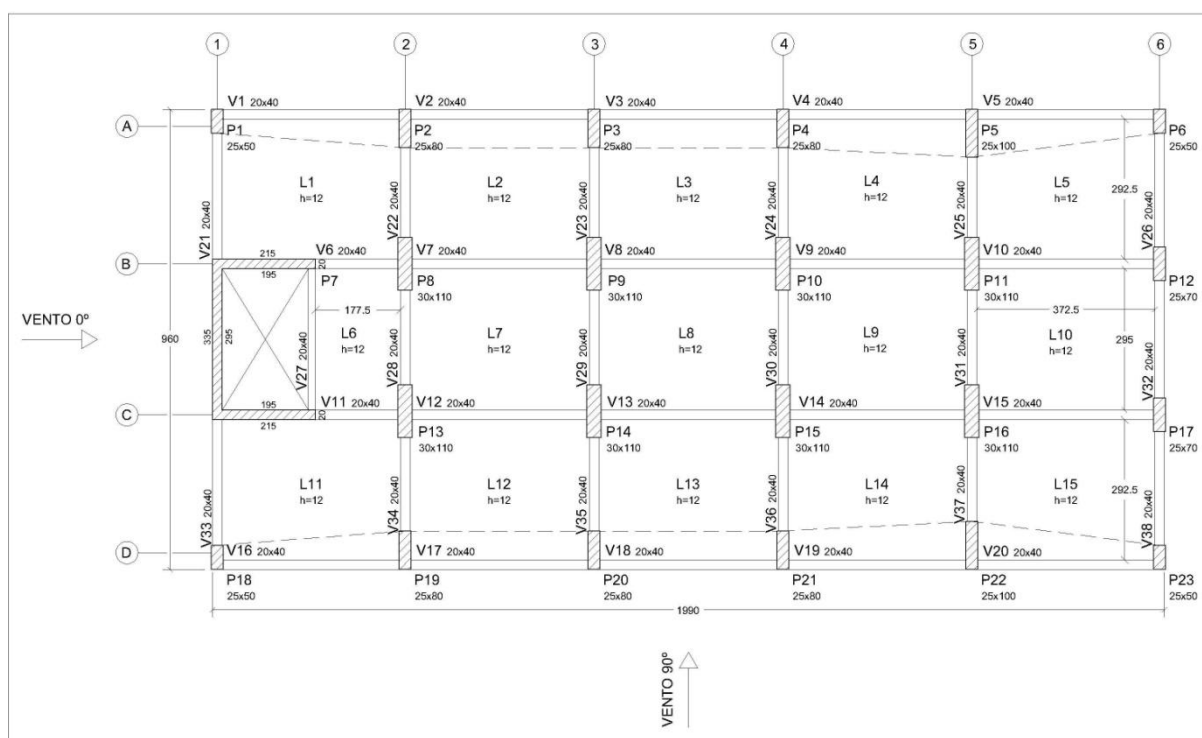 1 2 3 4 5 6
V1 20x40 V2 20x40 V3 20x40 V4 20x40 V5 20x40
A
P1 P2 P3 P4 P5 P6
25x50 25x80 25x80 25x80 25x100 25x50
L1 L2 L3 L4 L5
h=12 h=12 h=12 h=12 h=12
292.5
V21 20x40 V22 20x40 V23 20x40 V24 20x40 V25 20x40 V26 20x40
215 V6 20x40 V7 20x40 V8 20x40 V9 20x40 V10 20x40
B
195 20 P7 P8 P9 P10 P11 P12
30x110 30x110 30x110 30x110 25x70
177.5 372.5
VENTO 0º
960 335 295
L6 L7 L8 L9 L10 295
h=12 h=12 h=12 h=12 h=12
V27 20x40 V28 20x40 V29 20x40 V30 20x40 V31 20x40 V32 20x40
195 V11 20x40 V12 20x40 V13 20x40 V14 20x40 V15 20x40
C
215 20 P13 P14 P15 P16 P17
30x110 30x110 30x110 30x110 25x70
L11 L12 L13 L14 L15
h=12 h=12 h=12 h=12 h=12
292.5
V33 20x40 V34 20x40 V35 20x40 V36 20x40 V37 20x40 V38 20x40
D
V16 20x40 V17 20x40 V18 20x40 V19 20x40 V20 20x40
P18 P19 P20 P21 P22 P23
25x50 25x80 25x80 25x80 25x100 25x50
1990
VENTO 90º